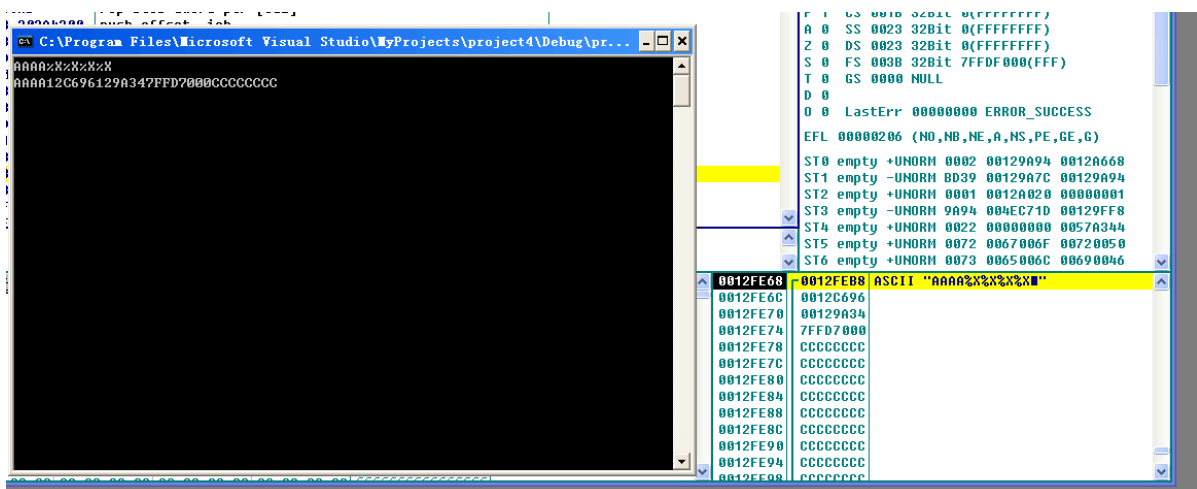 C:\Program Files\Microsoft Visual Studio\MyProjects\project4\Debug\pr...
AAAA%X%X%X%X
AAAA12C696129A347FFD7000CCCCCCCC
A 0 SS 0023 32Bit 0(FFFFFFFF)
Z 0 DS 0023 32Bit 0(FFFFFFFF)
S 0 FS 003B 32Bit 7FFDF000(FFF)
T 0 GS 0000 NULL
D 0
O 0 LastErr 00000000 ERROR_SUCCESS
EFL 00000206 (NO,NB,NE,A,NS,PE,GE,G)
ST0 empty +UNORM 0002 00129A94 0012A668
ST1 empty -UNORM BD39 00129A7C 00129A94
ST2 empty +UNORM 0001 0012A020 00000001
ST3 empty -UNORM 9A94 004EC71D 00129FF8
ST4 empty +UNORM 0022 00000000 0057A344
ST5 empty +UNORM 0072 0067006F 00720050
ST6 empty +UNORM 0073 0065006C 00690046
0012FE68 0012FEB8 ASCII "AAAA%X%X%X%X■"
0012FE6C 0012C696
0012FE70 00129A34
0012FE74 7FFD7000
0012FE78 CCCCCCCC
0012FE7C CCCCCCCC
0012FE80 CCCCCCCC
0012FE84 CCCCCCCC
0012FE88 CCCCCCCC
0012FE8C CCCCCCCC
0012FE90 CCCCCCCC
0012FE94 CCCCCCCC
0012FE98 CCCCCCCC